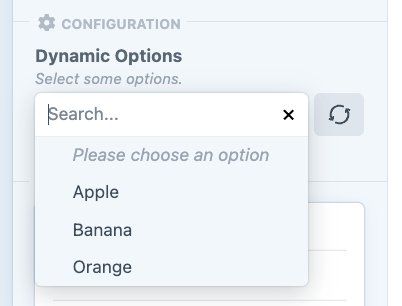 CONFIGURATION
Dynamic Options
Select some options.
Search...
Please choose an option
Apple
Banana
Orange